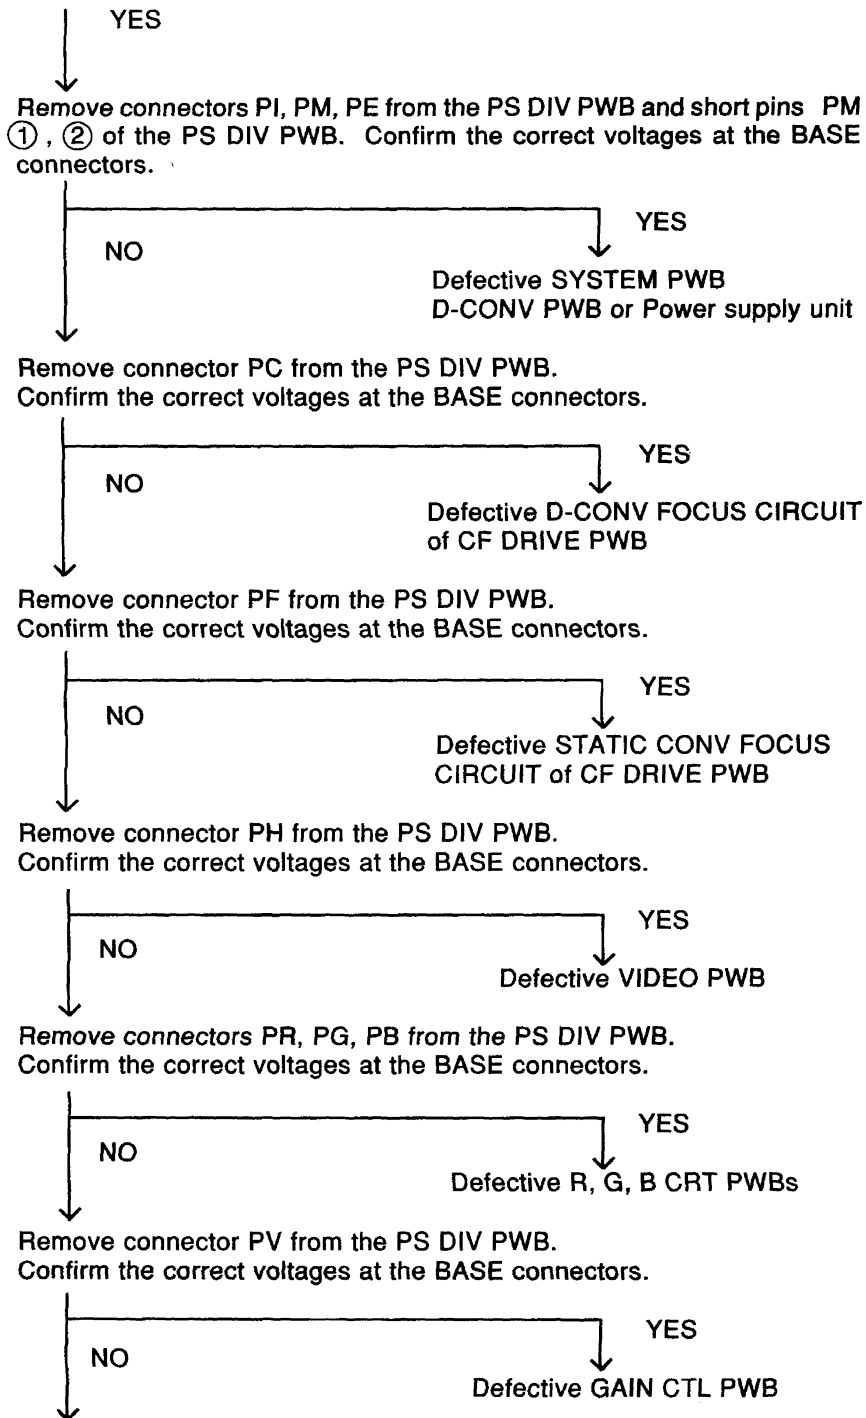 YES
Remove connectors PI, PM, PE from the PS DIV PWB and short pins PM
①, ② of the PS DIV PWB. Confirm the correct voltages at the BASE
connectors.
YES
NO
Defective SYSTEM PWB
D-CONV PWB or Power supply unit
Remove connector PC from the PS DIV PWB.
Confirm the correct voltages at the BASE connectors.
YES
NO
Defective D-CONV FOCUS CIRCUIT
of CF DRIVE PWB
Remove connector PF from the PS DIV PWB.
Confirm the correct voltages at the BASE connectors.
YES
NO
Defective STATIC CONV FOCUS
CIRCUIT of CF DRIVE PWB
Remove connector PH from the PS DIV PWB.
Confirm the correct voltages at the BASE connectors.
YES
NO
Defective VIDEO PWB
Remove connectors PR, PG, PB from the PS DIV PWB.
Confirm the correct voltages at the BASE connectors.
YES
NO
Defective R, G, B CRT PWBs
Remove connector PV from the PS DIV PWB.
Confirm the correct voltages at the BASE connectors.
YES
NO
Defective GAIN CTL PWB